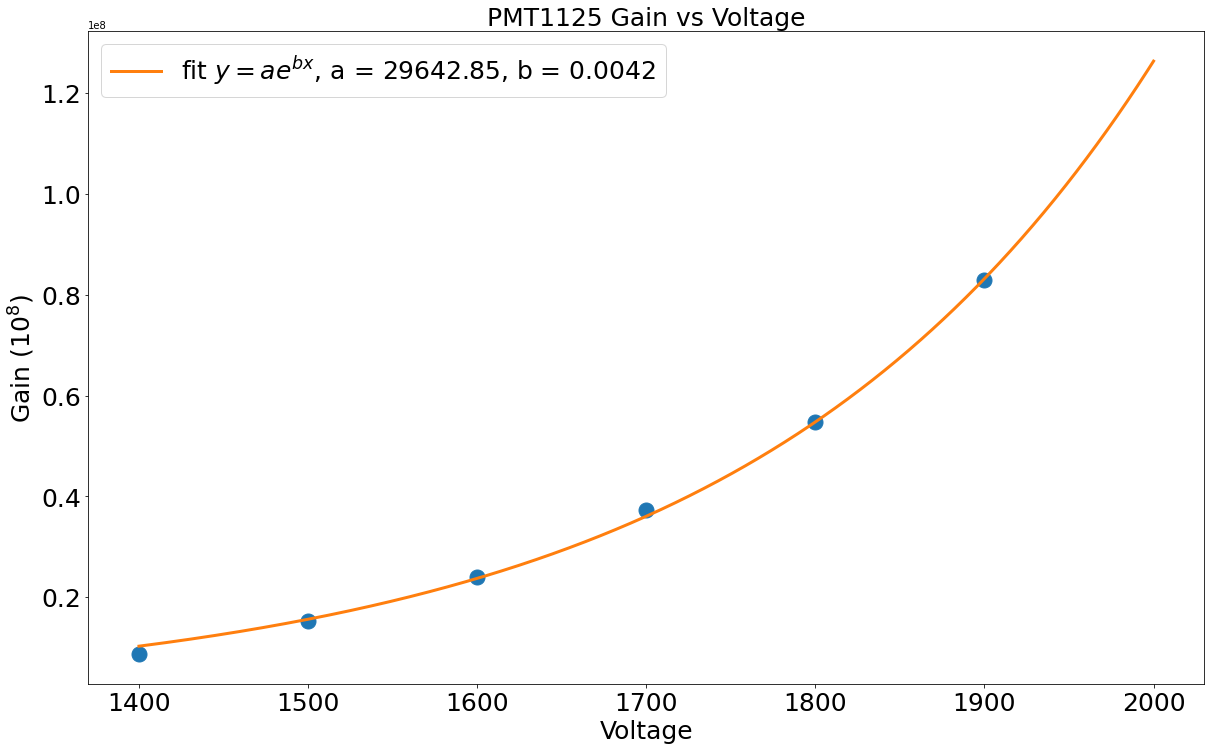 PMT1125 Gain vs Voltage
1e8
fit $y = ae^{bx}$, a = 29642.85, b = 0.0042
1.2
1.0
0.8
0.6
0.4
0.2
Gain ($10^8$)
1400 1500 1600 1700 1800 1900 2000
Voltage